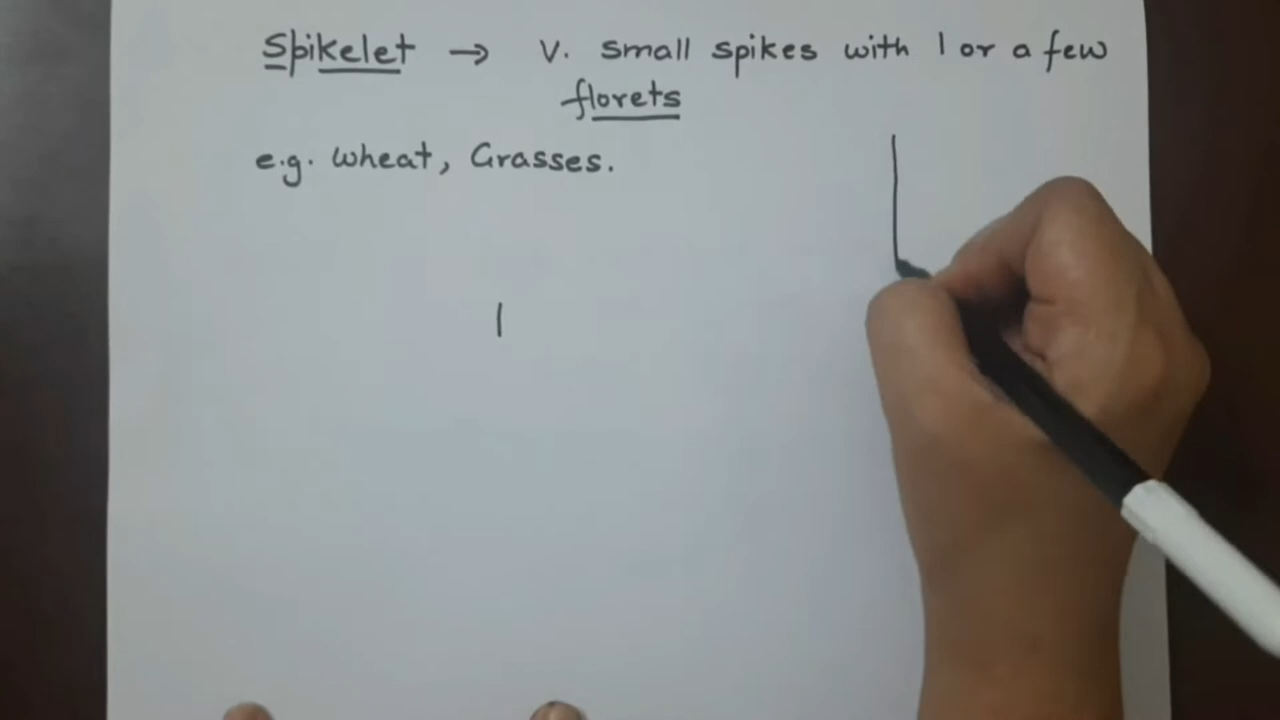 Spikelet → V. small spikes with 1 or a few
florets
e.g. wheat, Grasses.